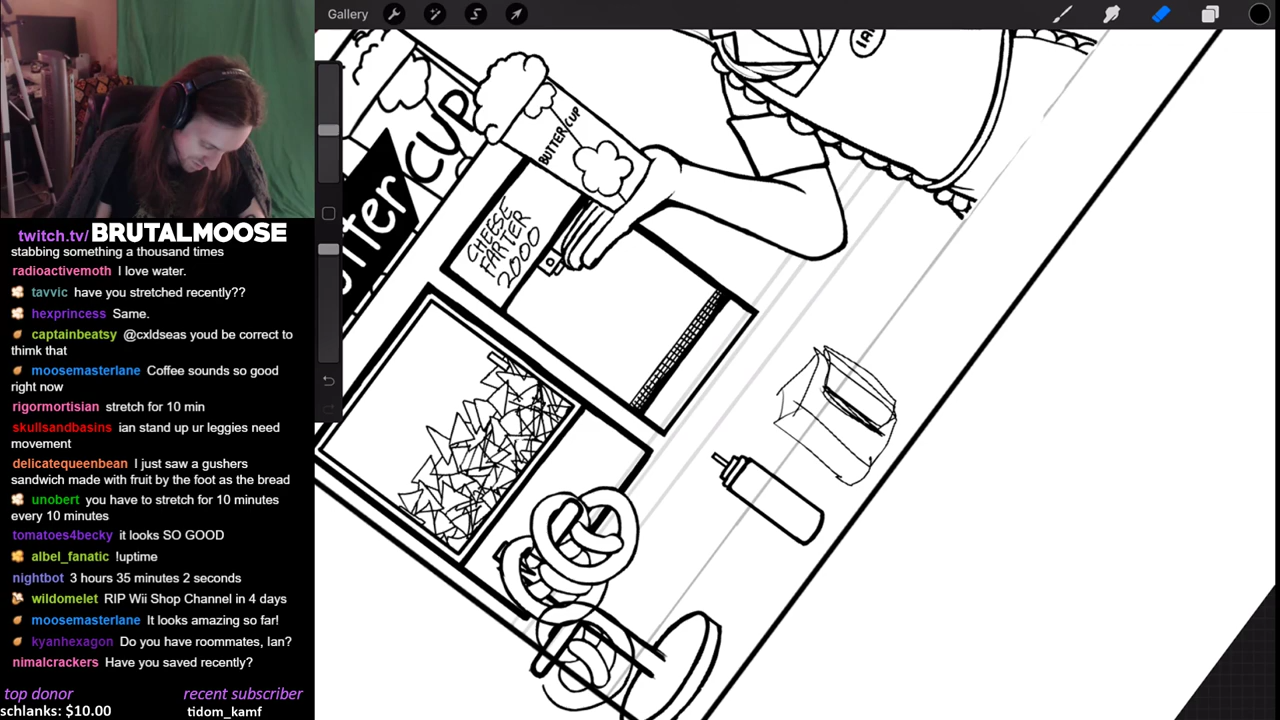 Gallery
IAN
BUTTER CUP
CUP
utter
CHEESE
FARTER
2000
twitch.tv/BRUTALMOOSE
stabbing something a thousand times
radioactivemoth I love water.
tavvic have you stretched recently??
hexprincess Same.
captainbeatsy @cxldseas youd be correct to
thimk that
moosemasterlane Coffee sounds so good
right now
rigormortisian stretch for 10 min
skullsandbasins ian stand up ur leggies need
movement
delicatequeenbean I just saw a gushers
sandwich made with fruit by the foot as the bread
unobert you have to stretch for 10 minutes
every 10 minutes
tomatoes4becky it looks SO GOOD
albel_fanatic !uptime
nightbot 3 hours 35 minutes 2 seconds
wildomelet RIP Wii Shop Channel in 4 days
moosemasterlane It looks amazing so far!
kyanhexagon Do you have roommates, Ian?
nimalcrackers Have you saved recently?
top donor recent subscriber
schlanks: $10.00 tidom_kamf